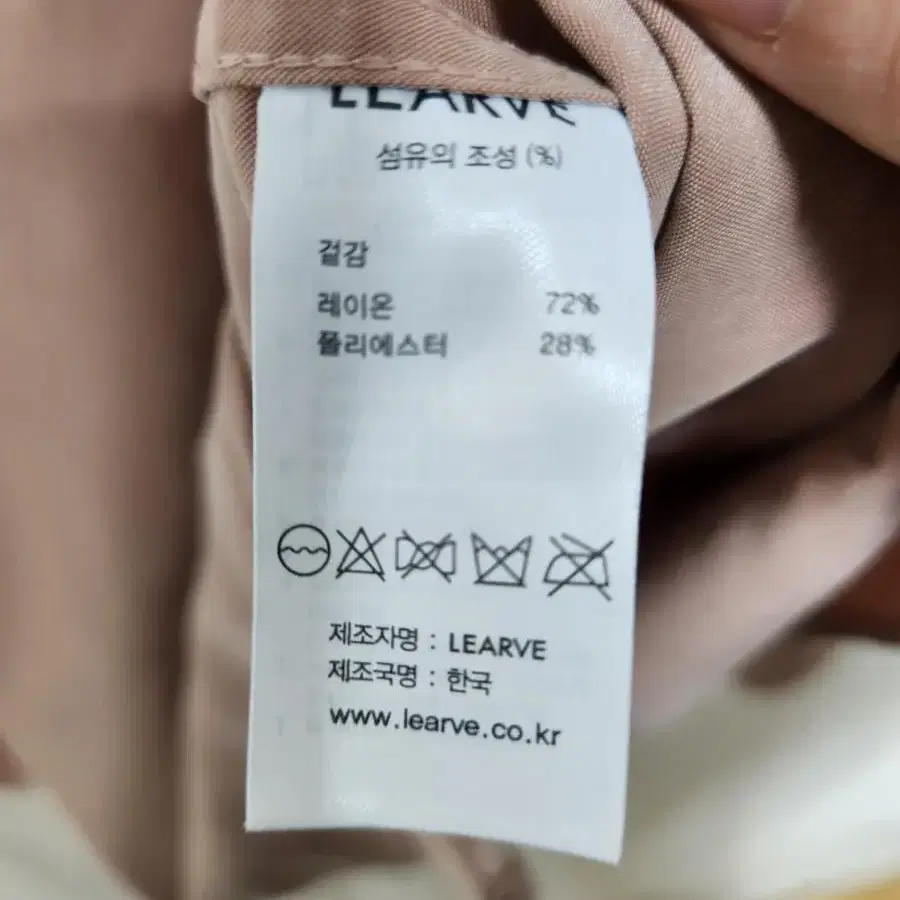 LEARVE
섬유의 조성 (%)
겉감
레이온 72%
폴리에스터 28%
제조자명 : LEARVE
제조국명 : 한국
www.learve.co.kr